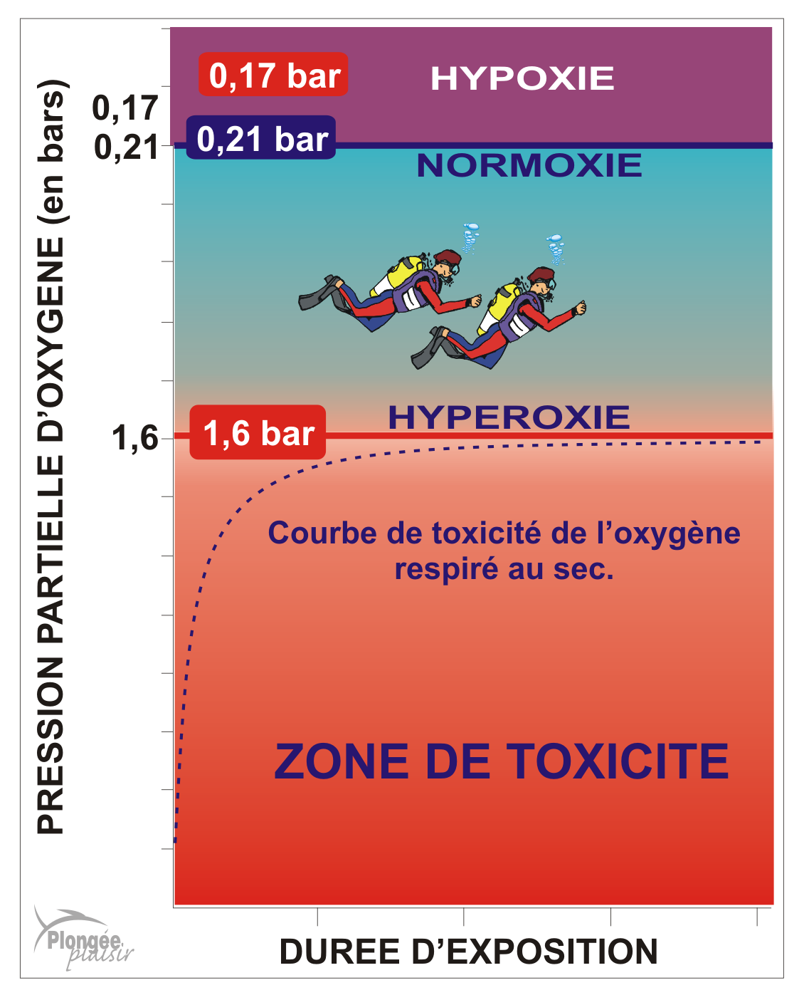 PRESSION PARTIELLE D’OXYGENE (en bars)
0,17
0,21
1,6
0,17 bar
HYPOXIE
0,21 bar
NORMOXIE
HYPEROXIE
1,6 bar
Courbe de toxicité de l’oxygène
respiré au sec.
ZONE DE TOXICITE
DUREE D’EXPOSITION
Plongée
plaisir